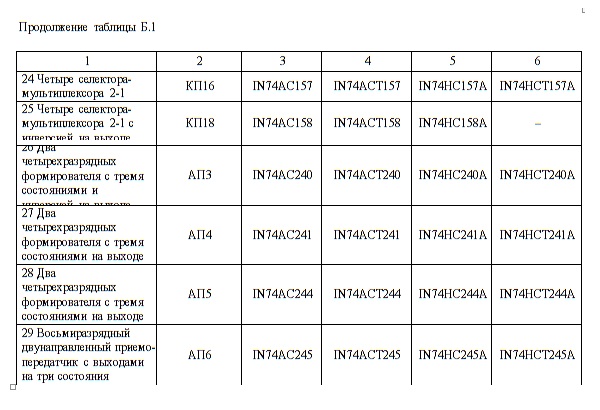 Продолжение таблицы Б.1
1 2 3 4 5 6
24 Четыре селектора-
мультиплексора 2-1
КП16 IN74AC157 IN74ACT157 IN74HC157A IN74HCT157A
25 Четыре селектора-
мультиплексора 2-1 с
инверсией на выходе
КП18 IN74AC158 IN74ACT158 IN74HC158A –
26 Два
четырехразрядных
формирователя с тремя
состояниями и
инверсией на выходе
АП3 IN74AC240 IN74ACT240 IN74HC240A IN74HCT240A
27 Два
четырехразрядных
формирователя с тремя
состояниями на выходе
АП4 IN74AC241 IN74ACT241 IN74HC241A IN74HCT241A
28 Два
четырехразрядных
формирователя с тремя
состояниями на выходе
АП5 IN74AC244 IN74ACT244 IN74HC244A IN74HCT244A
29 Восьмиразрядный
двунаправленный приемо-
передатчик с выходами
на три состояния
АП6 IN74AC245 IN74ACT245 IN74HC245A IN74HCT245A